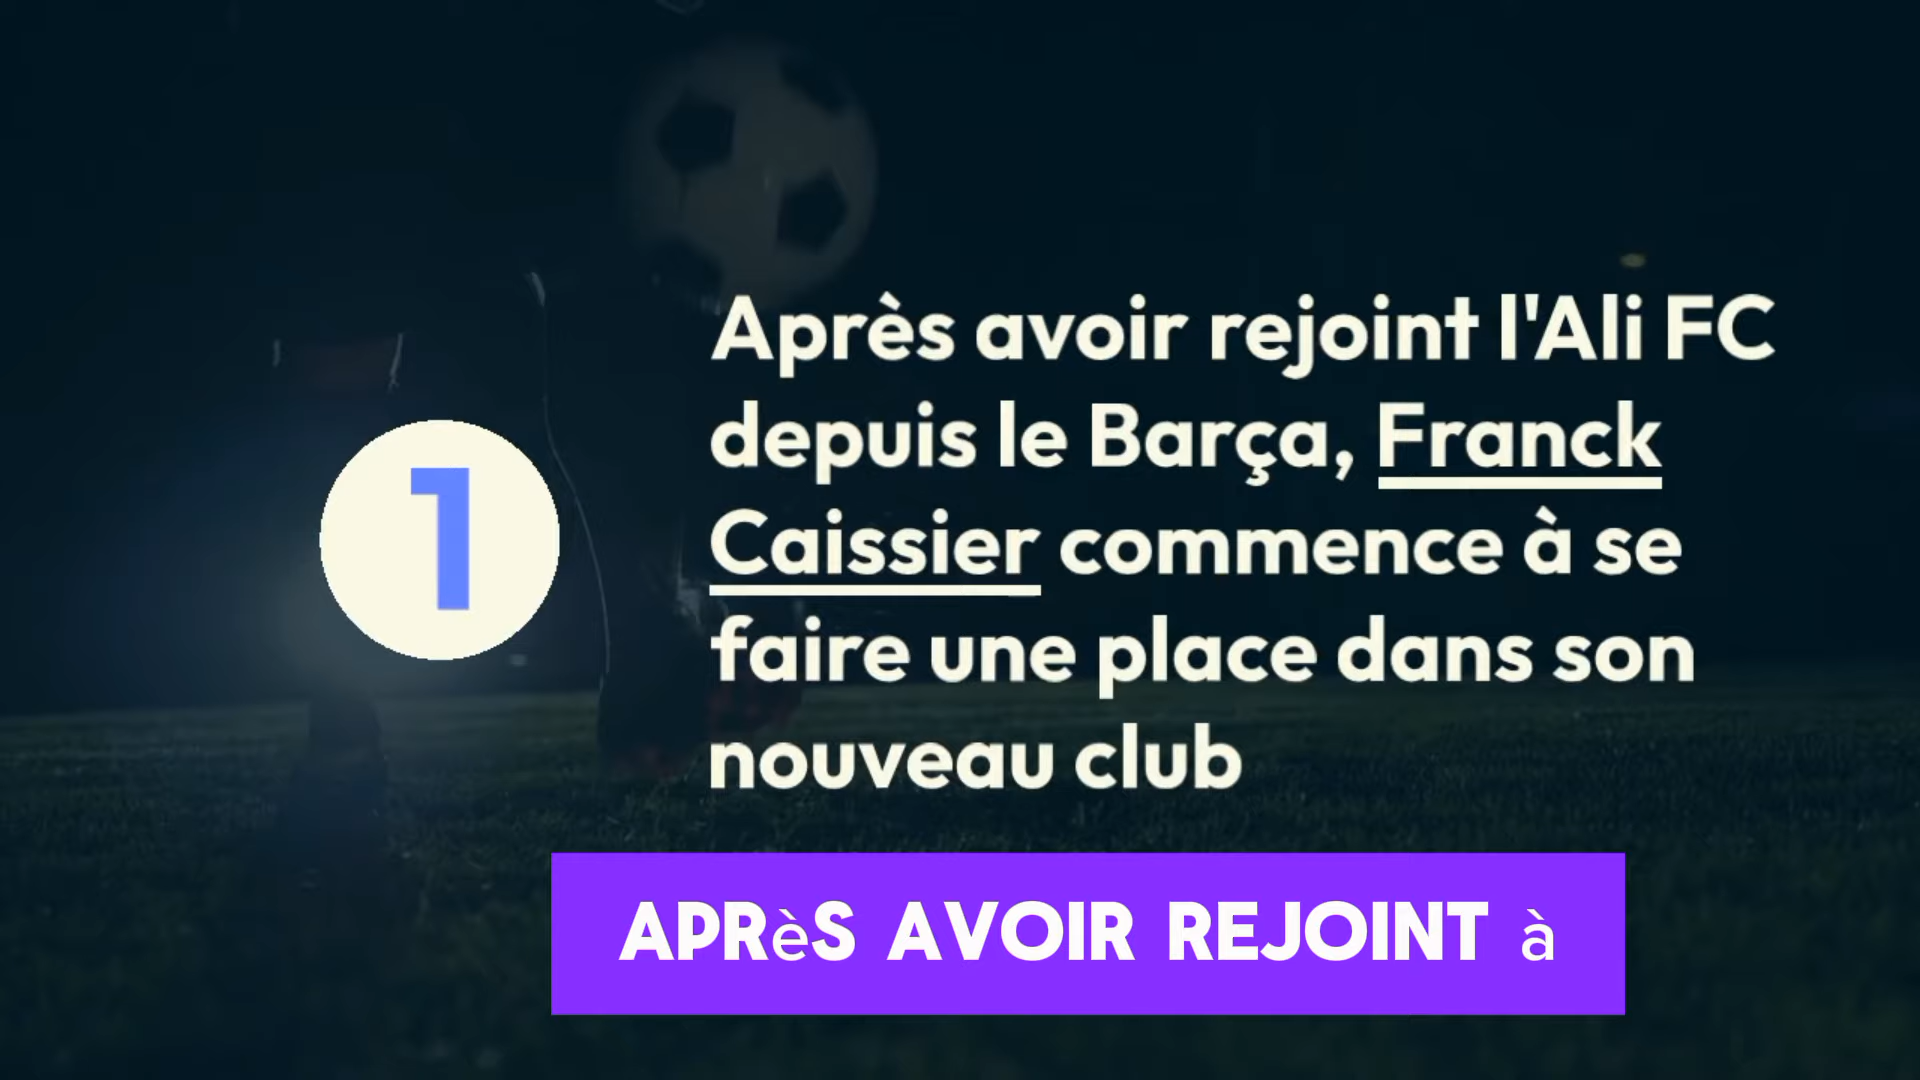 1
Après avoir rejoint l'Ali FC
depuis le Barça, Franck
Caissier commence à se
faire une place dans son
nouveau club
APRèS AVOIR REJOINT à